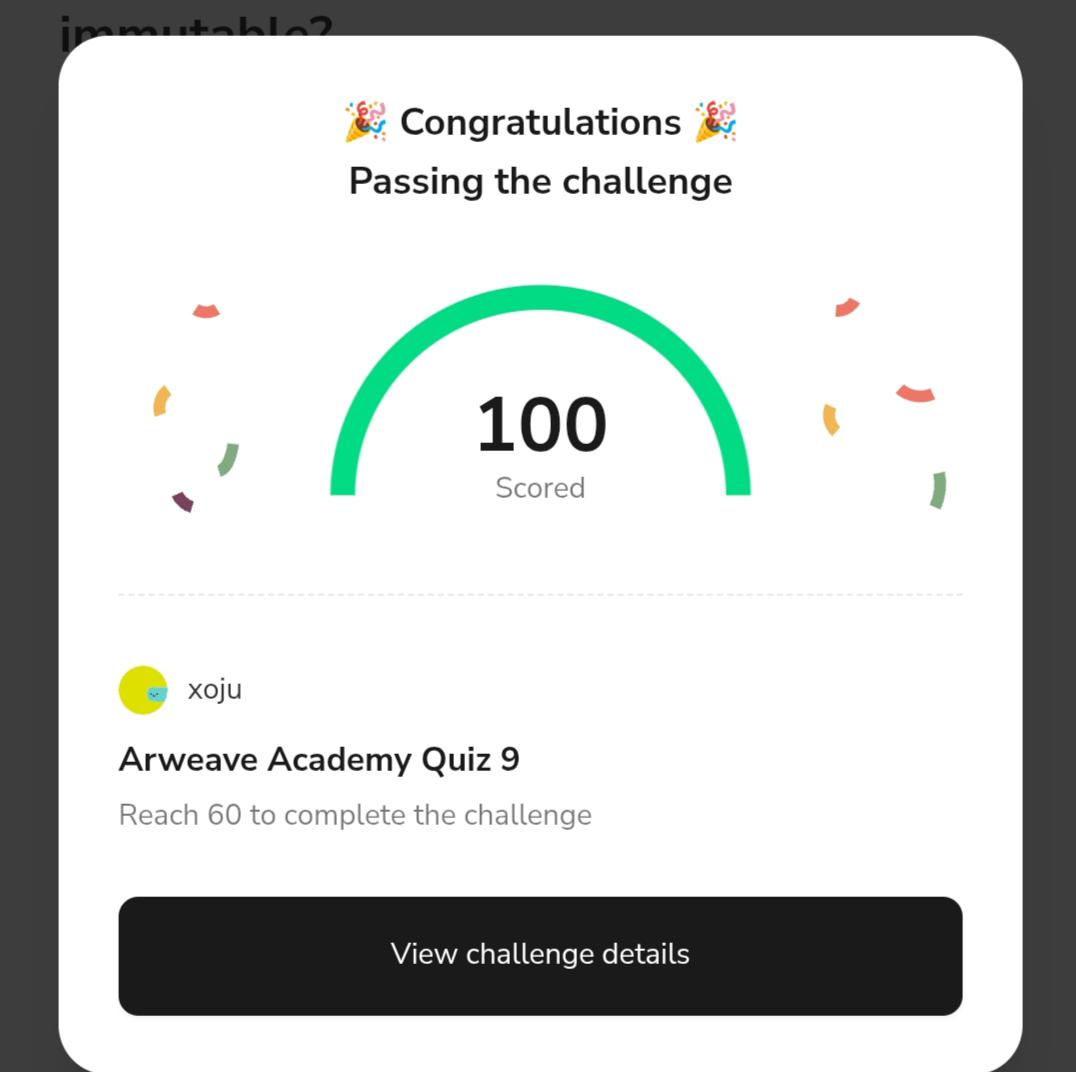 immutable?
🎉 Congratulations 🎉
Passing the challenge
100
Scored
xoju
Arweave Academy Quiz 9
Reach 60 to complete the challenge
View challenge details